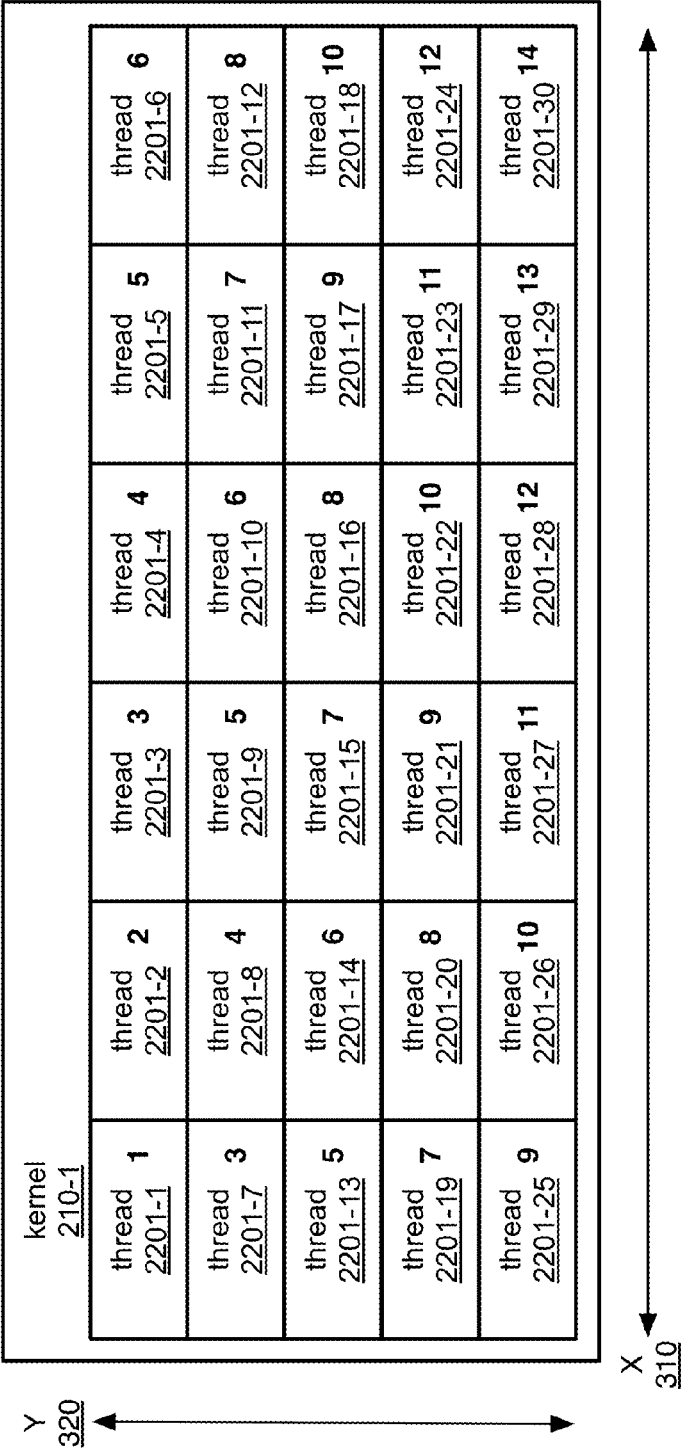 Y
320
kernel
210-1
thread
2201-1
1
thread
2201-2
2
thread
2201-3
3
thread
2201-4
4
thread
2201-5
5
thread
2201-6
6
thread
2201-7
3
thread
2201-8
4
thread
2201-9
5
thread
2201-10
6
thread
2201-11
7
thread
2201-12
8
thread
2201-13
5
thread
2201-14
6
thread
2201-15
7
thread
2201-16
8
thread
2201-17
9
thread
2201-18
10
thread
2201-19
7
thread
2201-20
8
thread
2201-21
9
thread
2201-22
10
thread
2201-23
11
thread
2201-24
12
thread
2201-25
9
thread
2201-26
10
thread
2201-27
11
thread
2201-28
12
thread
2201-29
13
thread
2201-30
14
X
310